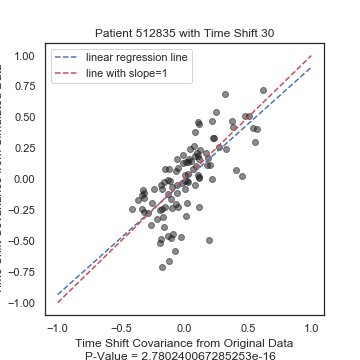 Patient 512835 with Time Shift 30
linear regression line
line with slope=1
1.00
0.75
0.50
0.25
0.00
−0.25
−0.50
−0.75
−1.00
−1.0
−0.5
0.0
0.5
1.0
Time Shift Covariance from Original Data
P-Value = 2.780240067285253e-16